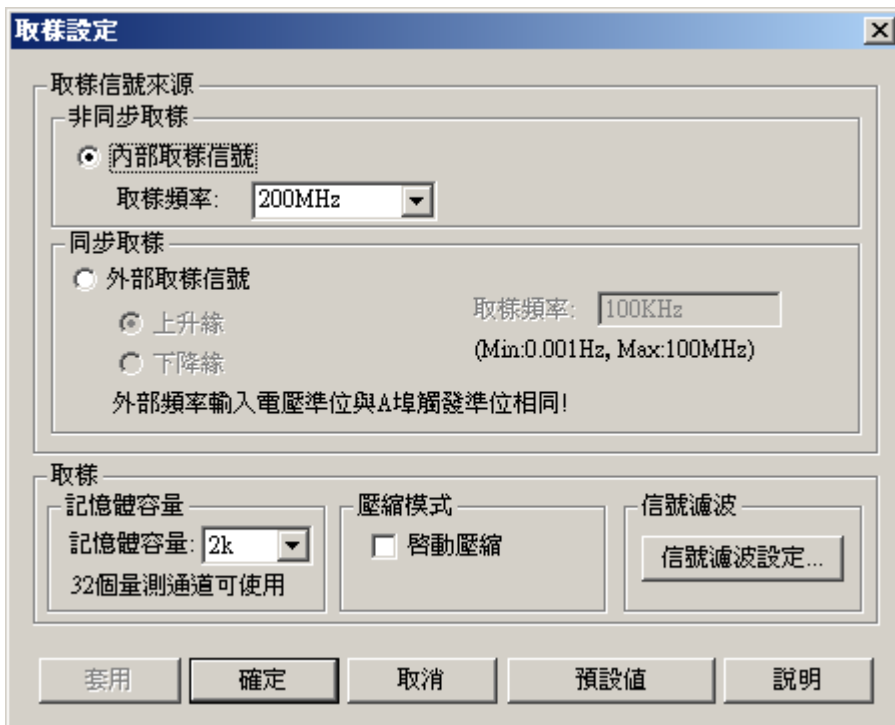 取樣設定
取樣信號來源
非同步取樣
內部取樣信號
取樣頻率: 200MHz
同步取樣
外部取樣信號
上升緣
取樣頻率: 100KHz
下降緣
(Min:0.001Hz, Max:100MHz)
外部頻率輸入電壓準位與A埠觸發準位相同!
取樣
記憶體容量
記憶體容量: 2k
32個量測通道可使用
壓縮模式
啓動壓縮
信號濾波
信號濾波設定...
套用 確定 取消 預設值 說明